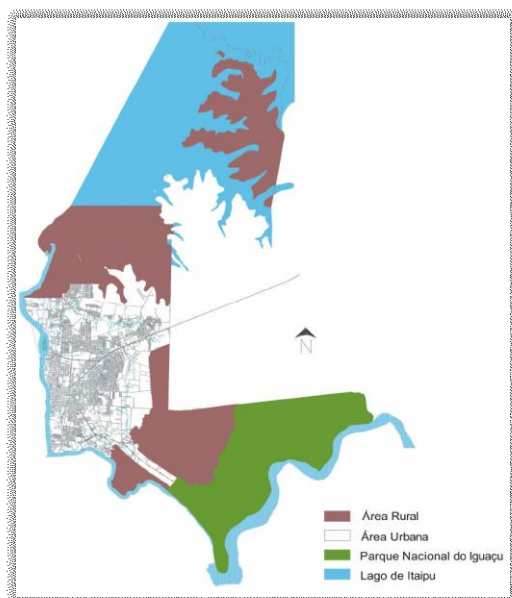 N
Área Rural
Área Urbana
Parque Nacional do Iguaçu
Lago de Itaipu